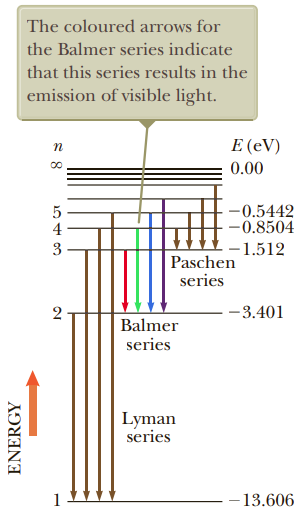 The coloured arrows for
the Balmer series indicate
that this series results in the
emission of visible light.
n E (eV)
∞ 0.00
5 −0.5442
4 −0.8504
3 −1.512
Paschen
series
2 −3.401
Balmer
series
ENERGY
Lyman
series
1 −13.606